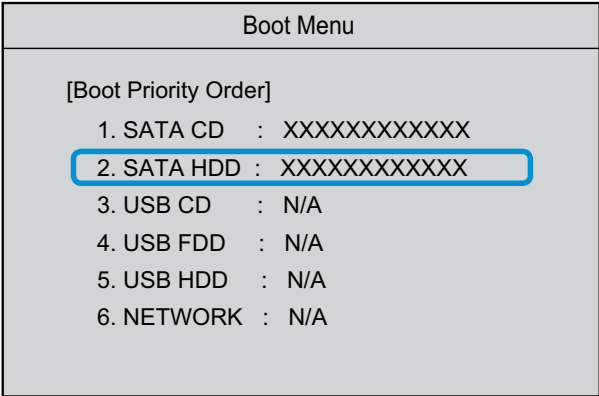 Boot Menu
[Boot Priority Order]
1. SATA CD : XXXXXXXXXXXX
2. SATA HDD : XXXXXXXXXXXX
3. USB CD : N/A
4. USB FDD : N/A
5. USB HDD : N/A
6. NETWORK : N/A